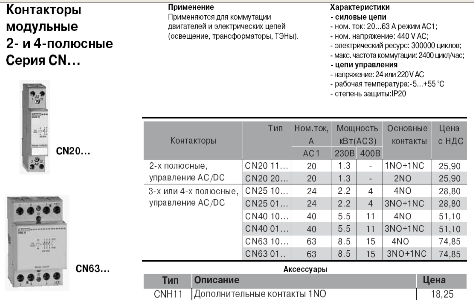 Контакторы
модульные
2- и 4-полюсные
Серия CN...
Применение
Применяются для коммутации
двигателей и электрических цепей
(освещение, трансформаторы, ТЭНы).
Характеристики
- силовые цепи
- ном. ток: 20...63 А режим АС1;
- ном. напряжение: 440 V AC;
- электрический ресурс: 300000 циклов;
- макс. частота коммутации: 2400 цикл/час;
- цепи управления
- напряжение: 24 или 220 V AC
- рабочая температура: -5...+55 °C
- степень защиты: IP20
CN20...
CN63...
Контакторы Тип Ном.ток, А Мощность кВт(AC3) Основные контакты Цена с НДС
AC1 230В 400В
2-х полюсные, CN20 11... 20 1.3 - 1NO+1NC 25,90
управление AC/DC CN20 20... 20 1.3 - 2NO 25,90
3-х или 4-х полюсные, CN25 10... 24 2.2 4 4NO 28,80
управление AC/DC CN25 01... 24 2.2 4 3NO+1NC 28,80
CN40 10... 40 5.5 11 4NO 51,10
CN40 01... 40 5.5 11 3NO+1NC 51,10
CN63 10... 63 8.5 15 4NO 74,85
CN63 01.. 63 8.5 15 3NO+1NC 74,85
Аксессуары
Тип Описание Цена
CNH11 Дополнительные контакты 1NO 18,25